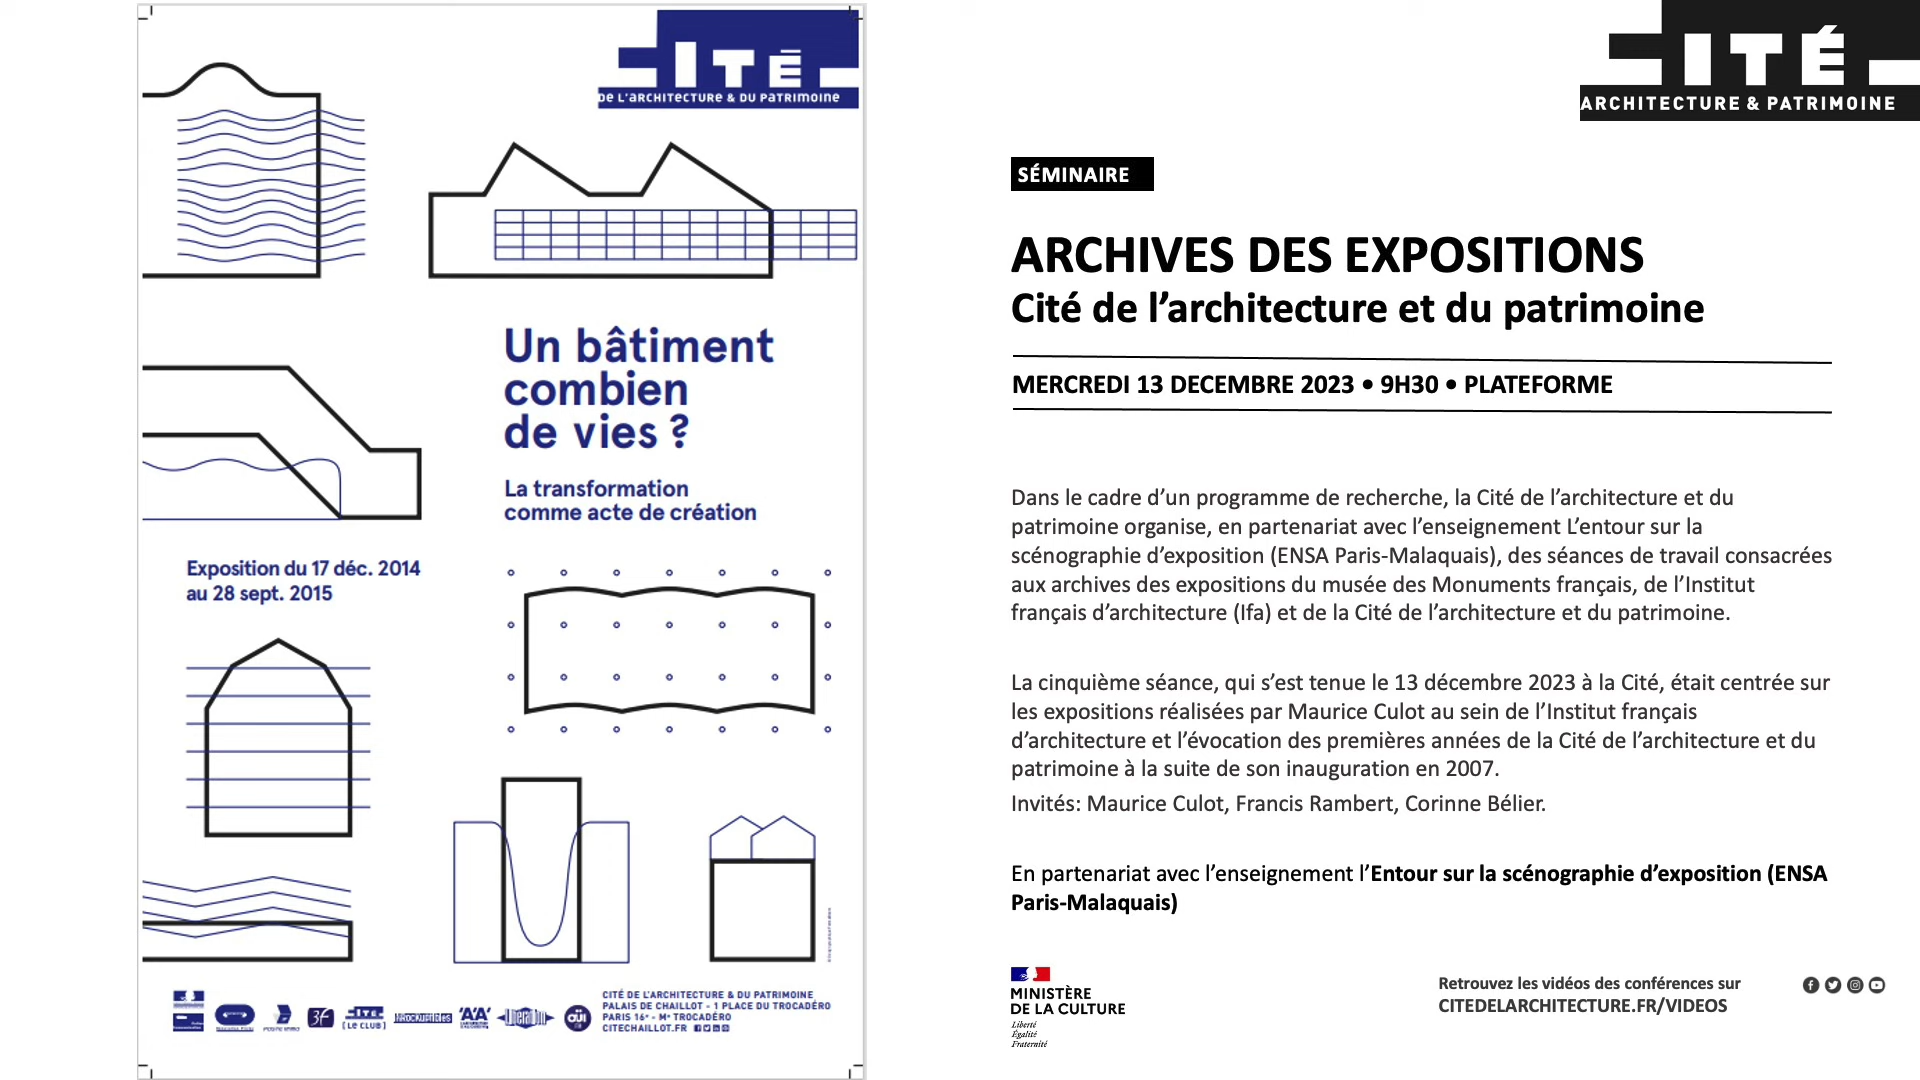 CITÉ
DE L'ARCHITECTURE & DU PATRIMOINE
Un bâtiment
combien
de vies ?
La transformation
comme acte de création
Exposition du 17 déc. 2014
au 28 sept. 2015
3F
CITÉ
[LE CLUB]
inRocKuptibles
'A'A'
Libération
OÜI
CITÉ DE L'ARCHITECTURE & DU PATRIMOINE
PALAIS DE CHAILLOT - 1 PLACE DU TROCADÉRO
PARIS 16e - M° TROCADÉRO
CITECHAILLOT.FR
CITÉ
ARCHITECTURE & PATRIMOINE
SÉMINAIRE
ARCHIVES DES EXPOSITIONS
Cité de l’architecture et du patrimoine
MERCREDI 13 DECEMBRE 2023 • 9H30 • PLATEFORME
Dans le cadre d’un programme de recherche, la Cité de l’architecture et du
patrimoine organise, en partenariat avec l’enseignement L’entour sur la
scénographie d’exposition (ENSA Paris-Malaquais), des séances de travail consacrées
aux archives des expositions du musée des Monuments français, de l’Institut
français d’architecture (Ifa) et de la Cité de l’architecture et du patrimoine.
La cinquième séance, qui s’est tenue le 13 décembre 2023 à la Cité, était centrée sur
les expositions réalisées par Maurice Culot au sein de l’Institut français
d’architecture et l’évocation des premières années de la Cité de l’architecture et du
patrimoine à la suite de son inauguration en 2007.
Invités: Maurice Culot, Francis Rambert, Corinne Bélier.
En partenariat avec l’enseignement l’Entour sur la scénographie d’exposition (ENSA
Paris-Malaquais)
MINISTÈRE
DE LA CULTURE
Liberté
Égalité
Fraternité
Retrouvez les vidéos des conférences sur
CITEDELARCHITECTURE.FR/VIDEOS